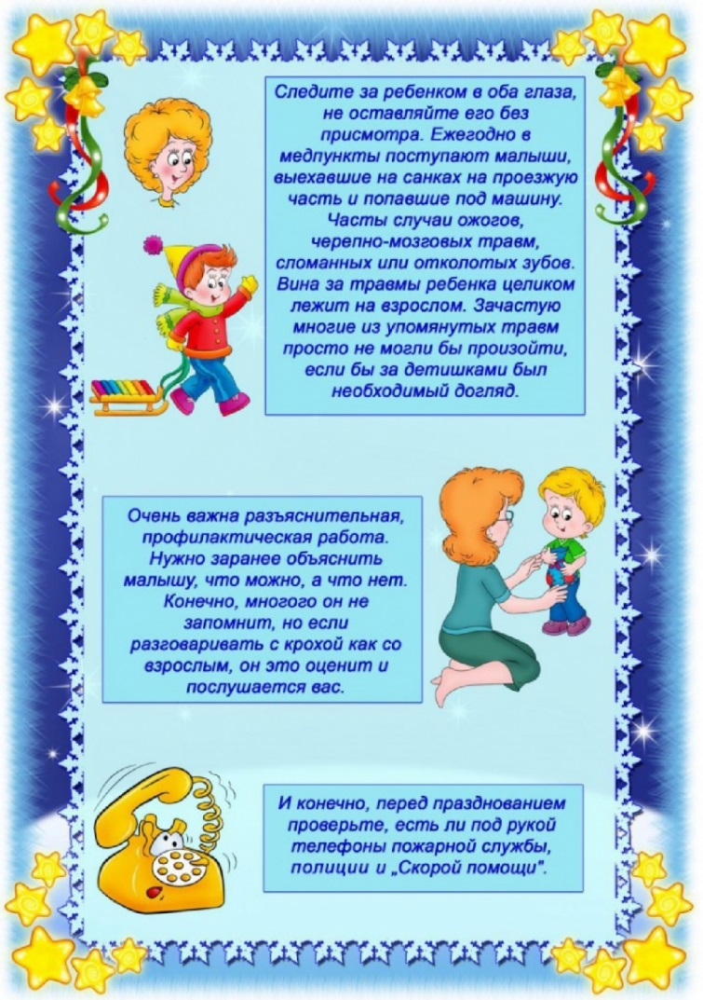 Следите за ребенком в оба глаза,
не оставляйте его без
присмотра. Ежегодно в
медпункты поступают малыши,
выехавшие на санках на проезжую
часть и попавшие под машину.
Часты случаи ожогов,
черепно-мозговых травм,
сломанных или отколотых зубов.
Вина за травмы ребенка целиком
лежит на взрослом. Зачастую
многие из упомянутых травм
просто не могли бы произойти,
если бы за детишками был
необходимый догляд.
Очень важна разъяснительная,
профилактическая работа.
Нужно заранее объяснить
малышу, что можно, а что нет.
Конечно, многого он не
запомнит, но если
разговаривать с крохой как со
взрослым, он это оценит и
послушается вас.
И конечно, перед празднованием
проверьте, есть ли под рукой
телефоны пожарной службы,
полиции и „Скорой помощи".